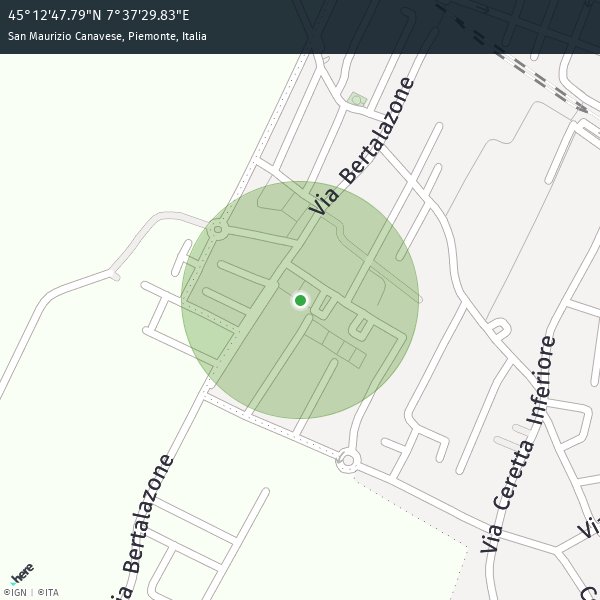 45°12'47.79"N 7°37'29.83"E
San Maurizio Canavese, Piemonte, Italia
Via Bertalazone
Via Ceretta Inferiore
Via Bertalazone
here
©IGN | ©ITA